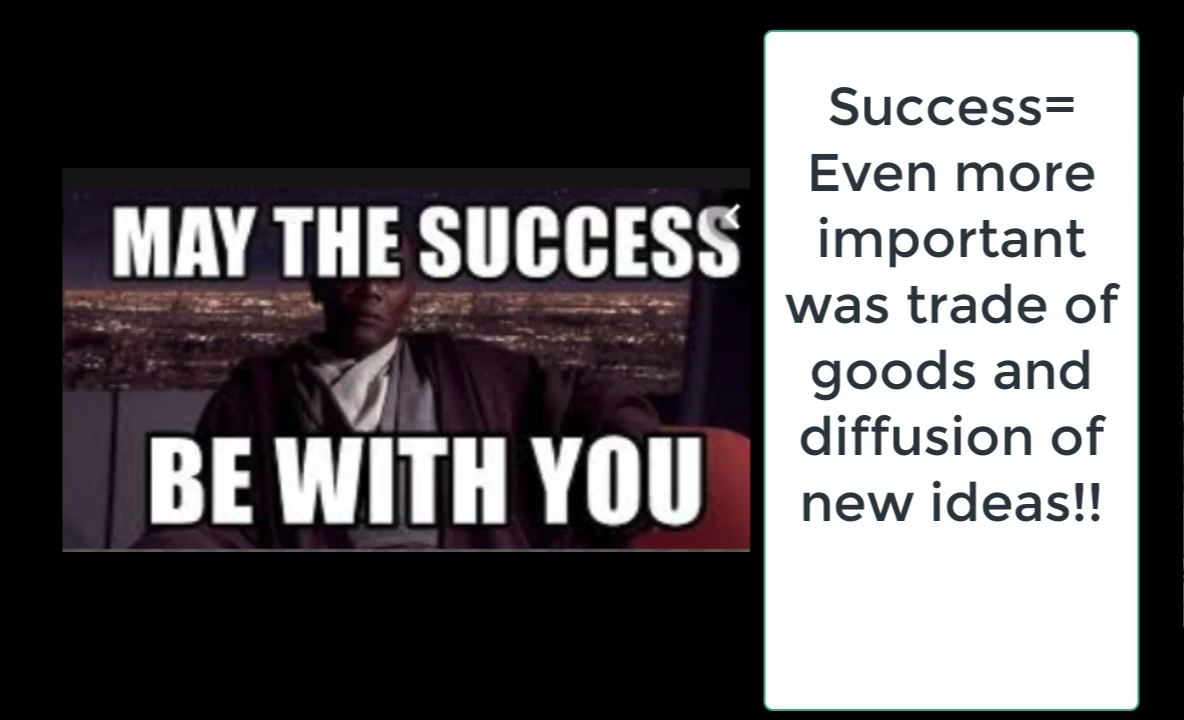 MAY THE SUCCESS
BE WITH YOU
Success=
Even more
important
was trade of
goods and
diffusion of
new ideas!!